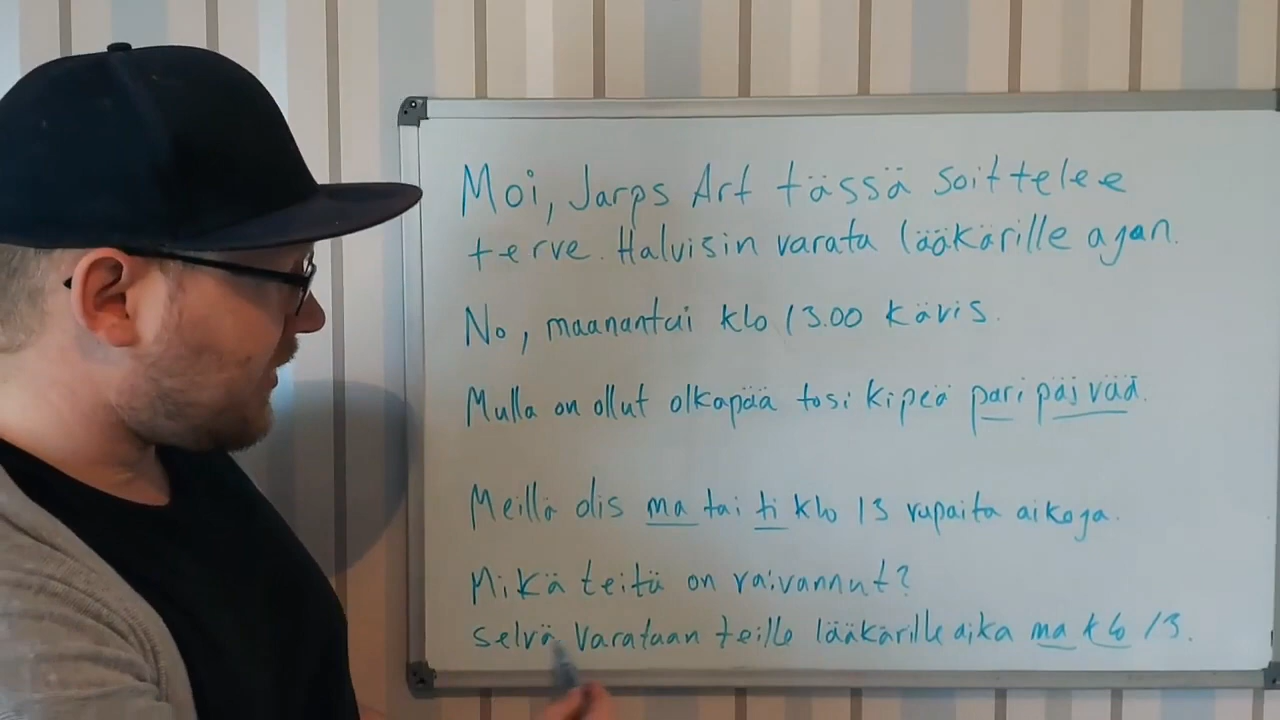 Moi, Jarps Art tässä soittelee
terve. Haluisin varata lääkärille ajan.
No, maanantai klo 13.00 kävis.
Mulla on ollut olkapää tosi kipeä pari päivää.
Meillä olis ma tai ti klo 13 vapaita aikoja.
Mikä teitä on vaivannut?
selvä varataan teille lääkärille aika ma klo 13.